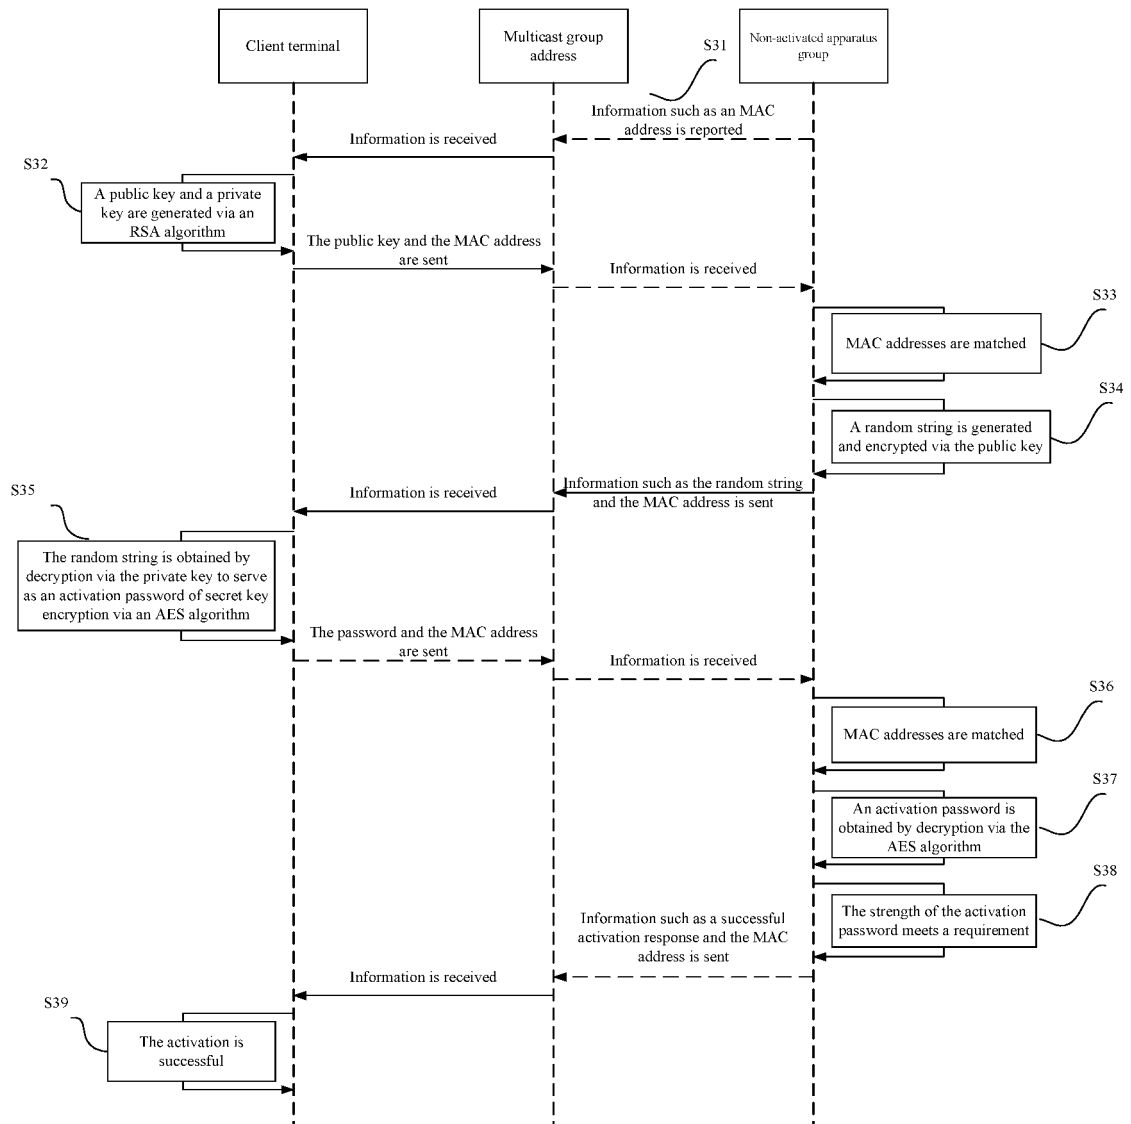 Client terminal
Multicast group
address
Non-activated apparatus
group
S31
Information such as an MAC
address is reported
Information is received
S32
A public key and a private
key are generated via an
RSA algorithm
The public key and the MAC address
are sent
Information is received
S33
MAC addresses are matched
S34
A random string is generated
and encrypted via the public key
Information such as the random string
and the MAC address is sent
Information is received
S35
The random string is obtained by
decryption via the private key to serve
as an activation password of secret key
encryption via an AES algorithm
The password and the MAC address
are sent
Information is received
S36
MAC addresses are matched
S37
An activation password is
obtained by decryption via the
AES algorithm
S38
The strength of the activation
password meets a requirement
Information such as a successful
activation response and the MAC
address is sent
Information is received
S39
The activation is
successful